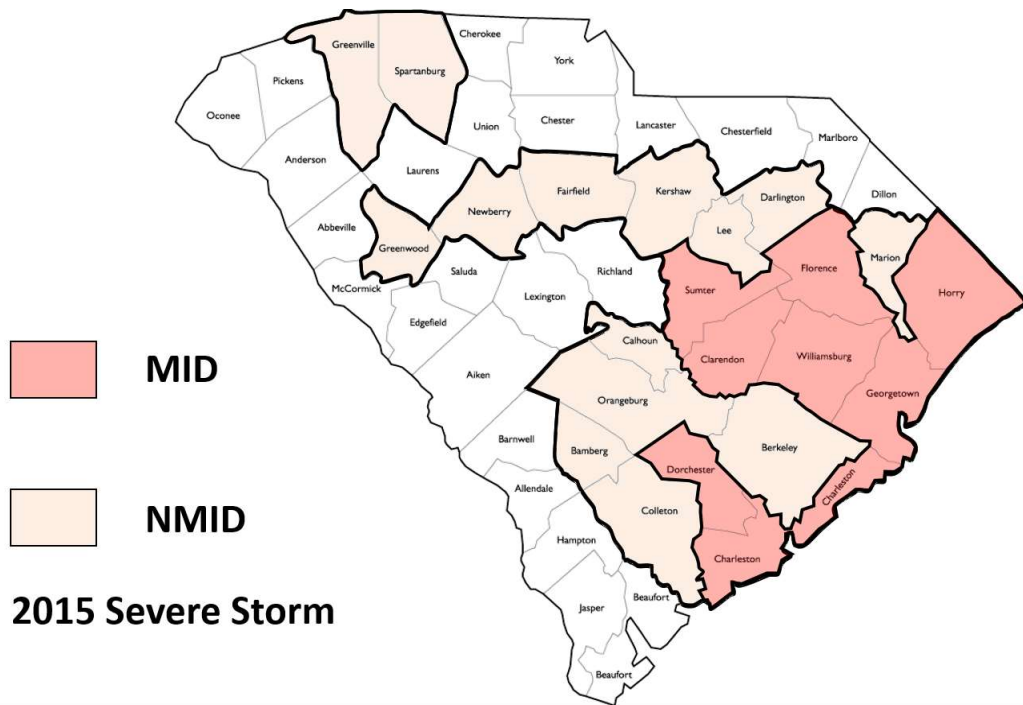 Cherokee
Greenville
York
Spartanburg
Pickens
Oconee
Union
Chester
Lancaster
Chesterfield
Marlboro
Anderson
Laurens
Dillon
Fairfield
Kershaw
Darlington
Newberry
Abbeville
Lee
Greenwood
Marion
Florence
Saluda
Richland
McCormick
Sumter
Horry
Lexington
Edgefield
Calhoun
Clarendon
Williamsburg
MID
Aiken
Georgetown
Orangeburg
Barnwell
Bamberg
Berkeley
Dorchester
Charleston
Allendale
NMID
Colleton
Hampton
Charleston
Beaufort
Jasper
2015 Severe Storm
Beaufort